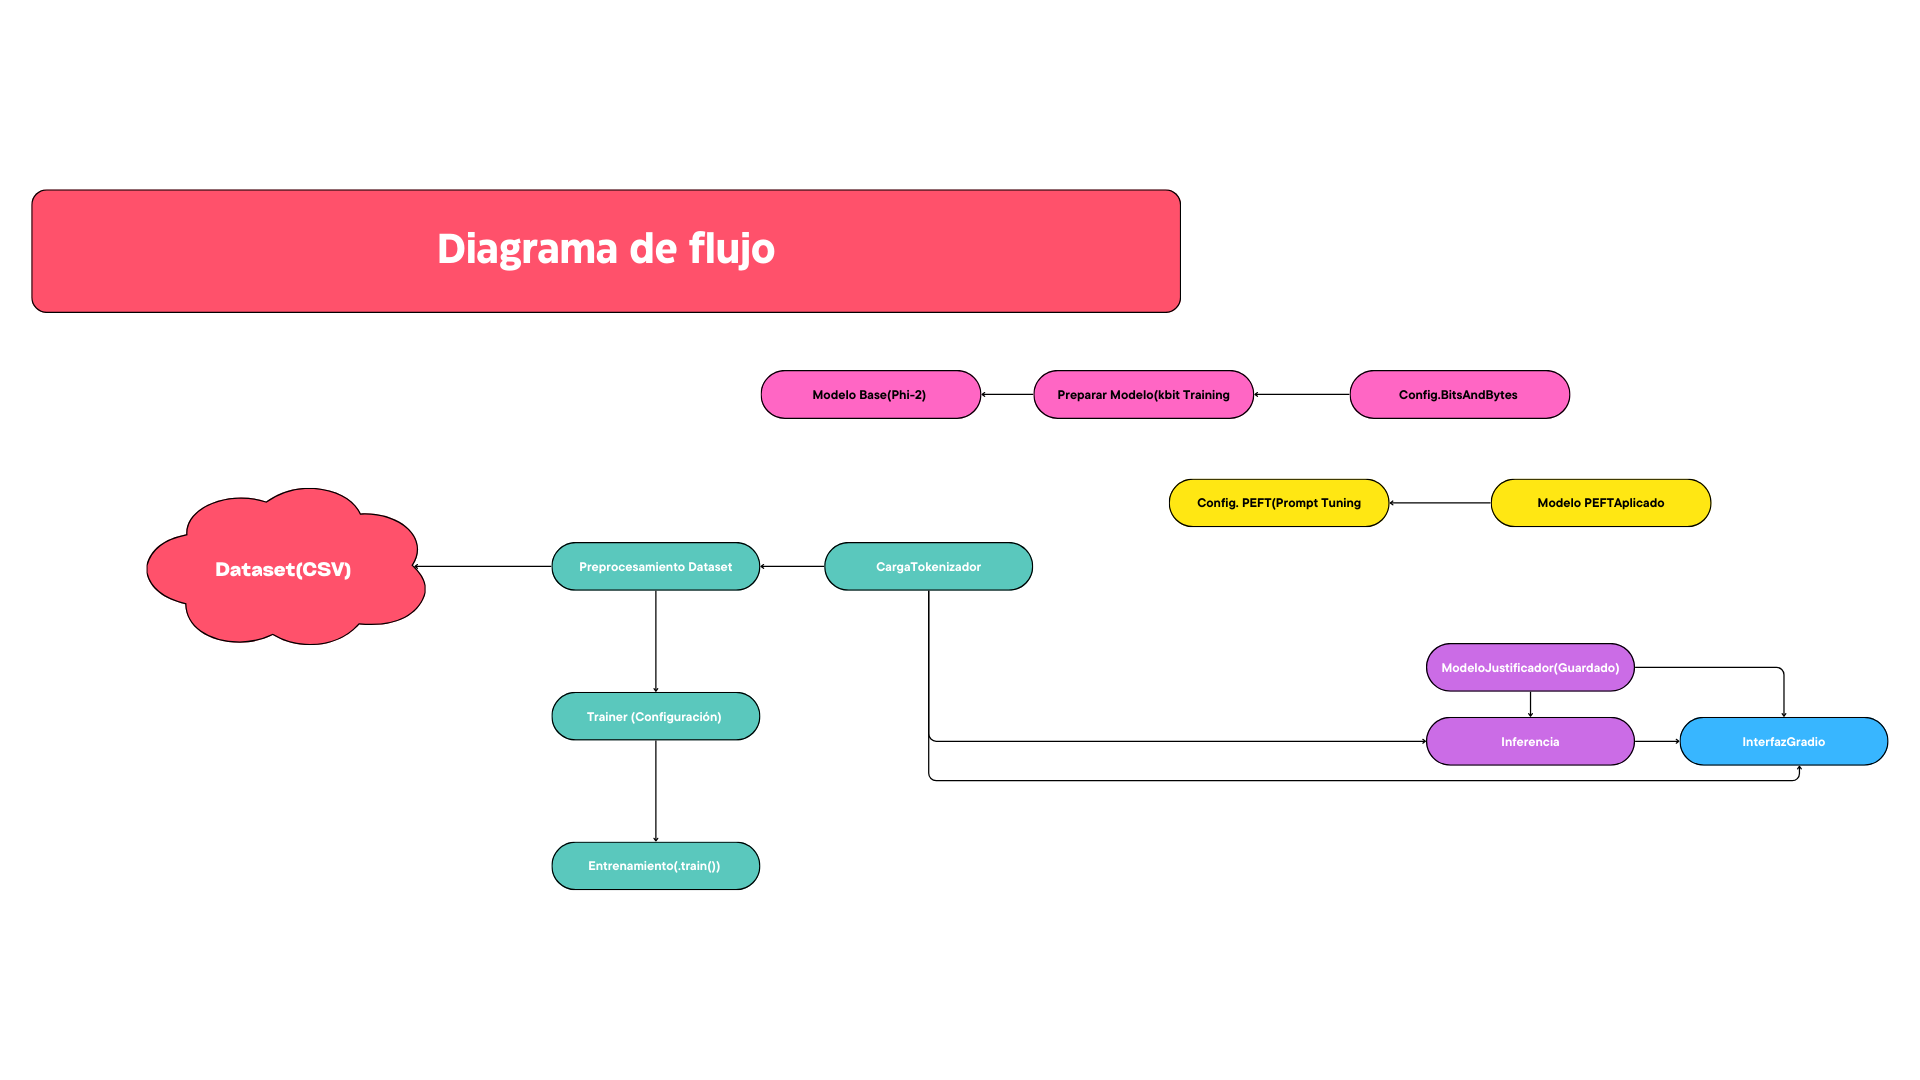 Diagrama de flujo
Modelo Base(Phi-2)
Preparar Modelo(kbit Training
Config.BitsAndBytes
Config. PEFT(Prompt Tuning
Modelo PEFTAplicado
Dataset(CSV)
Preprocesamiento Dataset
CargaTokenizador
ModeloJustificador(Guardado)
Trainer (Configuración)
Inferencia
InterfazGradio
Entrenamiento(.train())